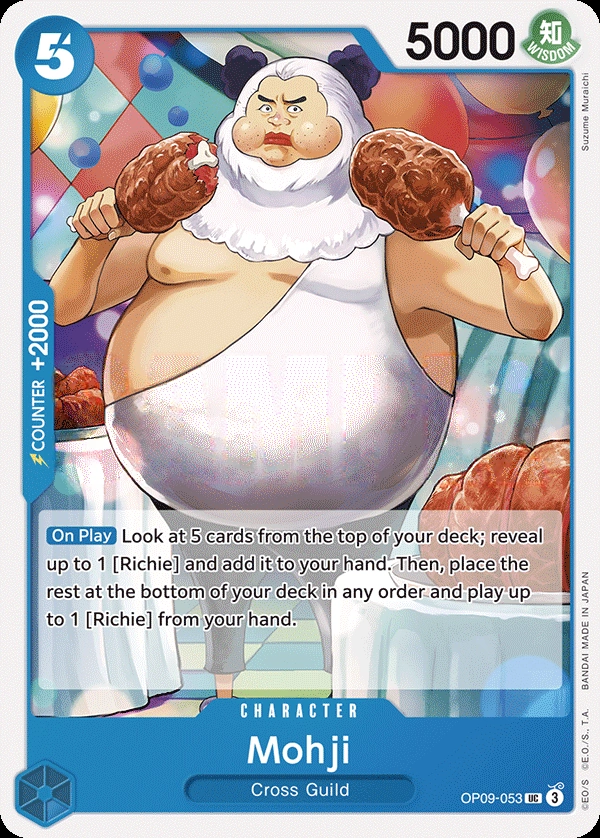 5
5000
知
WISDOM
Suzume Muraichi
COUNTER +2000
On Play Look at 5 cards from the top of your deck; reveal
up to 1 [Richie] and add it to your hand. Then, place the
rest at the bottom of your deck in any order and play up
to 1 [Richie] from your hand.
CHARACTER
Mohji
Cross Guild
OP09-053 UC 3
©EO/S ©E.O./S., T.A. BANDAI MADE IN JAPAN